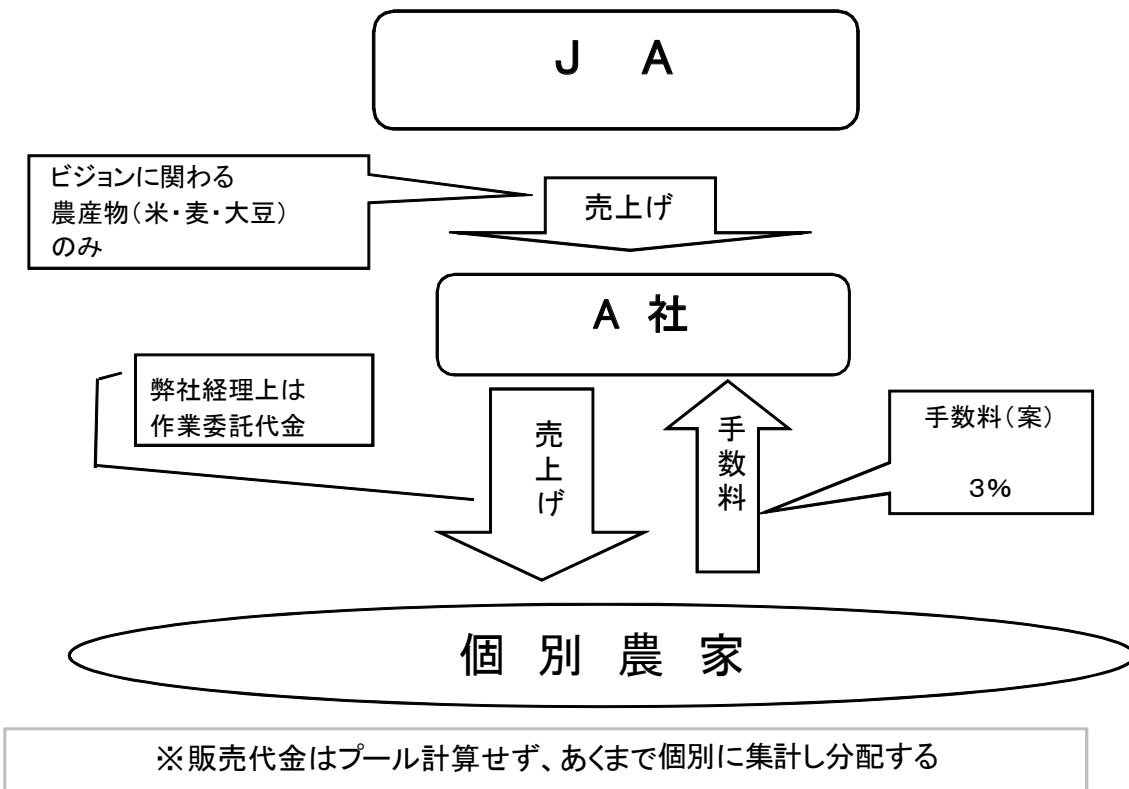 J A
ビジョンに関わる
農産物（米・麦・大豆）
のみ
売上げ
A 社
弊社経理上は
作業委託代金
売上げ
手数料
手数料（案）
3％
個 別 農 家
※販売代金はプール計算せず、あくまで個別に集計し分配する